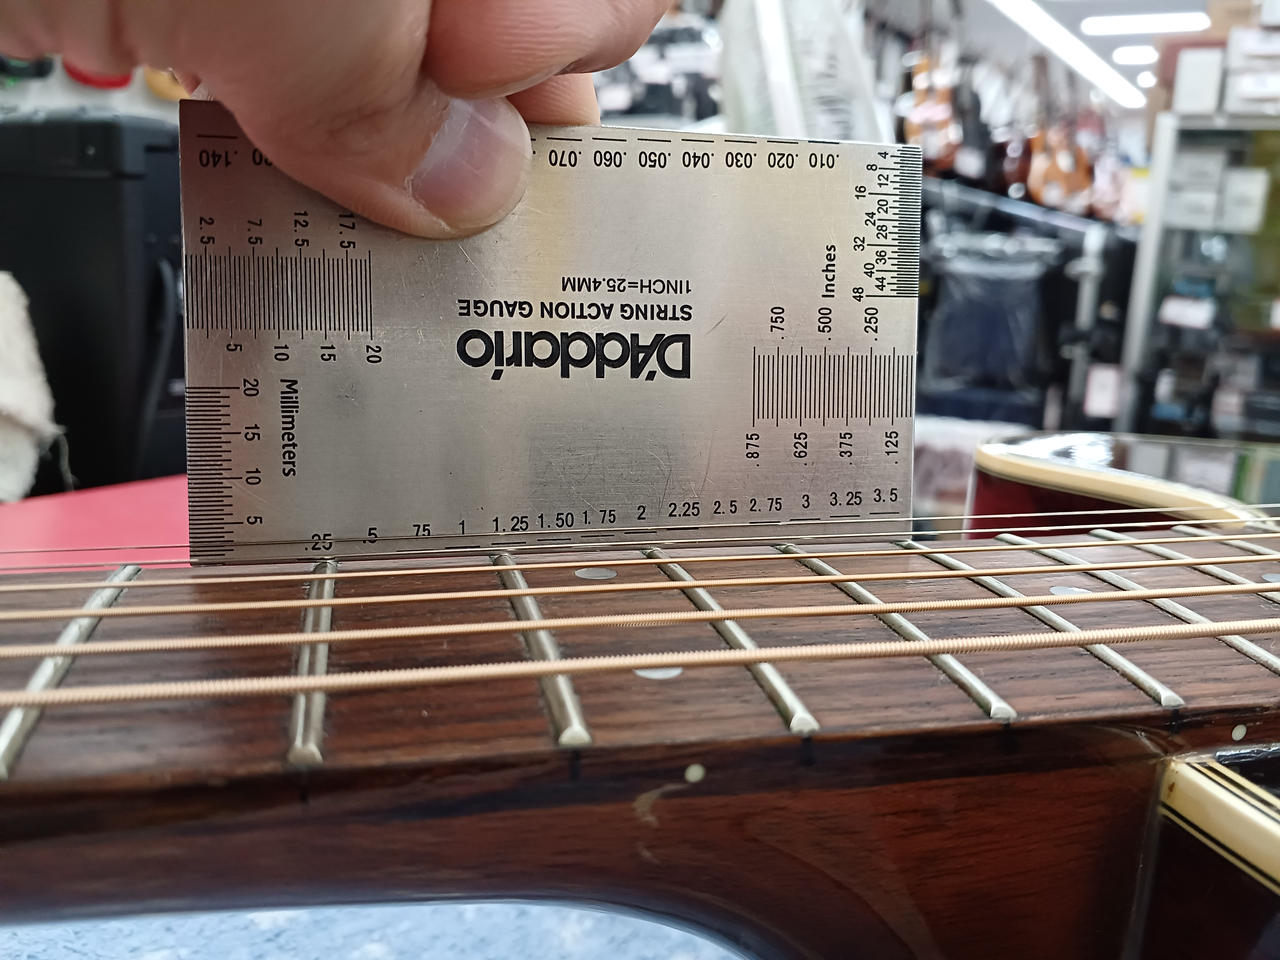 .140 .070 .060 .050 .040 .030 .020 .010
4 8 12 16 20 24 28 32 36 40 44 48
2.5 7.5 12.5 17.5
5 10 15 20
Millimeters
20 15 10 5
1INCH=25.4MM
STRING ACTION GAUGE
D'Addario
Inches
.750 .500 .250
.875 .625 .375 .125
.25 .5 .75 1 1.25 1.50 1.75 2 2.25 2.5 2.75 3 3.25 3.5